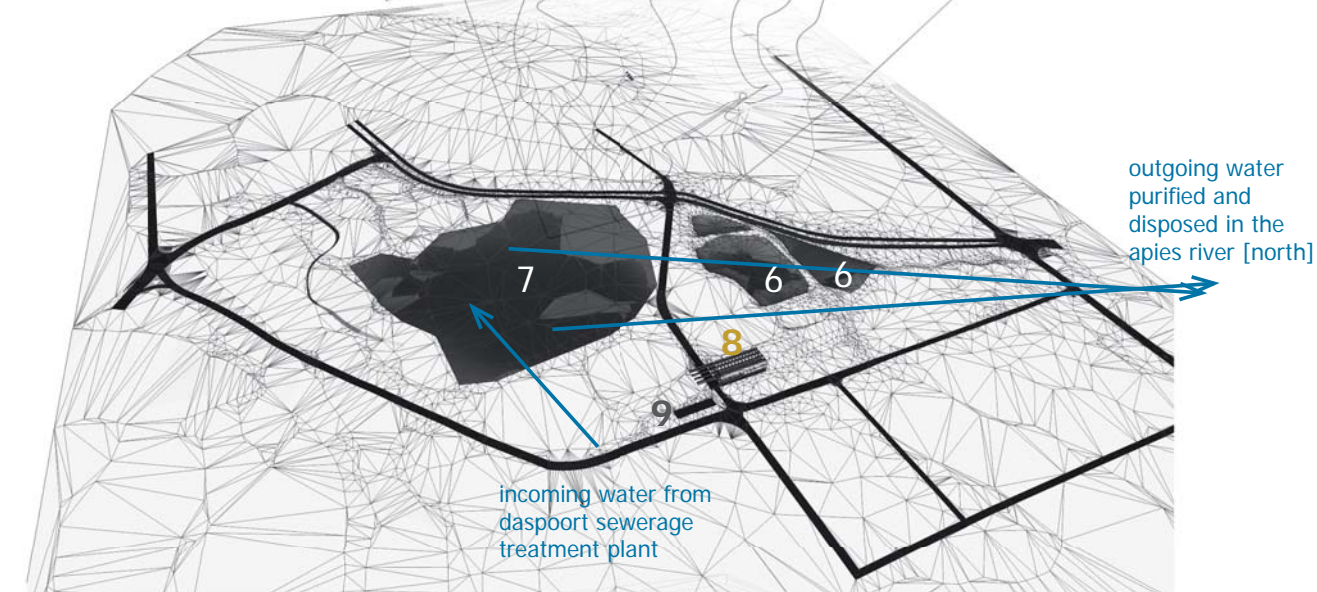 outgoing water
purified and
disposed in the
apies river [north]
7
6
6
8
9
incoming water from
daspoort sewerage
treatment plant